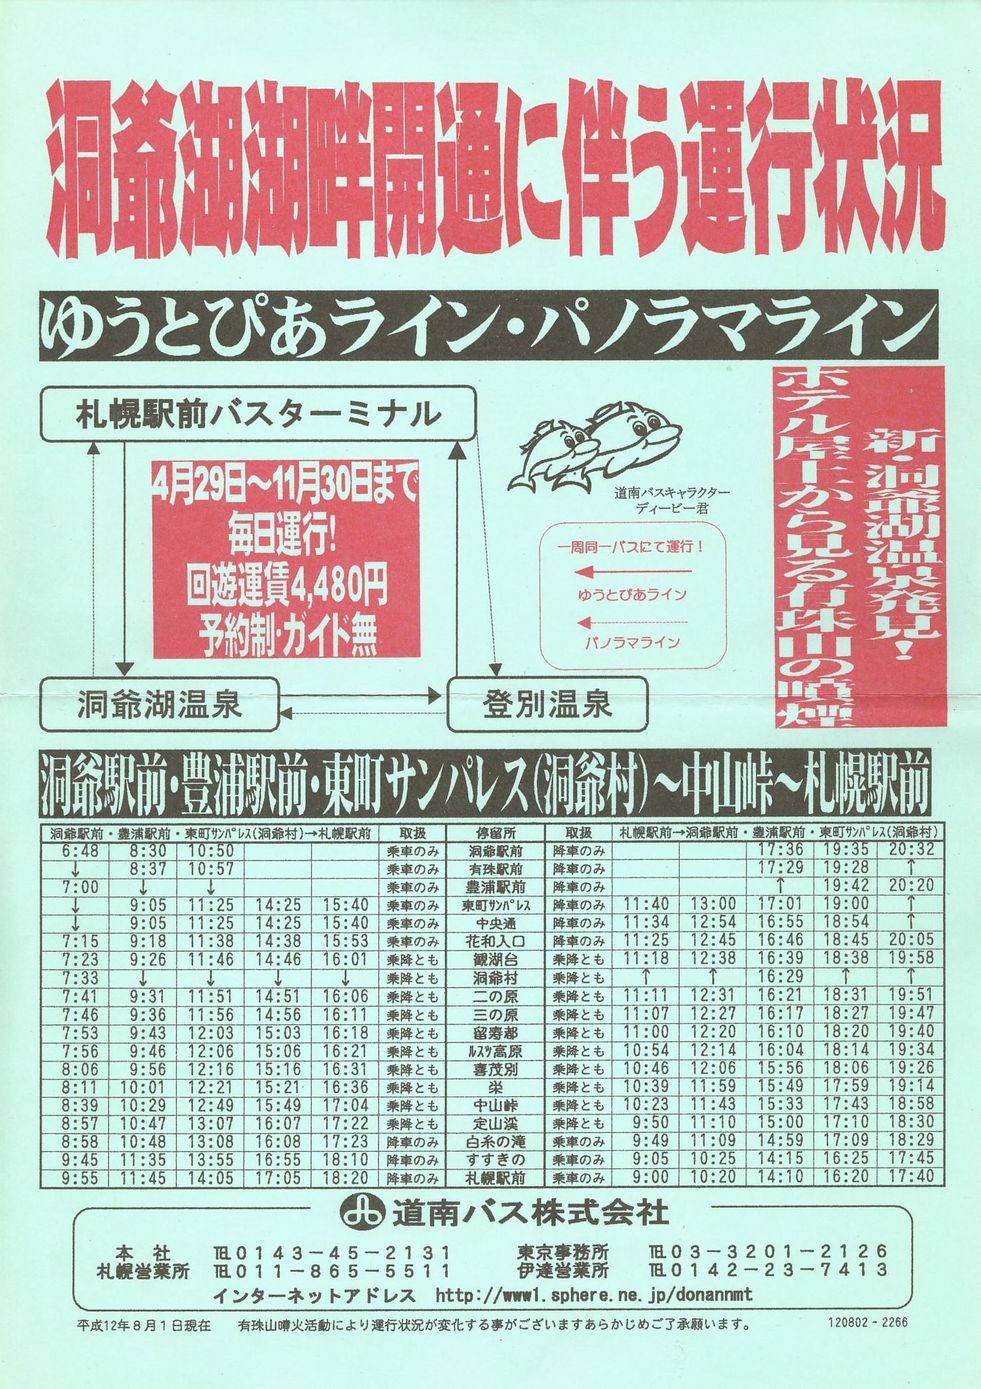 洞爺湖湖畔開通に伴う運行状況
ゆうとぴあライン・パノラマライン
札幌駅前バスターミナル
4月29日～11月30日まで
毎日運行!
回遊運賃4,480円
予約制・ガイド無
洞爺湖温泉
登別温泉
道南バスキャラクター
ディービー君
一周同一バスにて運行!
ゆうとぴあライン
パノラマライン
新・洞爺湖温泉発見!
ホテル屋上から見る有珠山の噴煙
洞爺駅前・豊浦駅前・東町サンパレス(洞爺村)～中山峠～札幌駅前
洞爺駅前・豊浦駅前・東町サンパレス(洞爺村)→札幌駅前 取扱 停留所 取扱 札幌駅前→洞爺駅前・豊浦駅前・東町サンパレス(洞爺村)
6:48 8:30 10:50 乗車のみ 洞爺駅前 降車のみ 17:36 19:35 20:32
↓ 8:37 10:57 乗車のみ 有珠駅前 降車のみ 17:29 19:28 ↑
7:00 ↓ ↓ 乗車のみ 豊浦駅前 降車のみ ↑ 19:42 20:20
↓ 9:05 11:25 14:25 15:40 乗車のみ 東町サンパレス 降車のみ 11:40 13:00 17:01 19:00 ↑
↓ 9:05 11:25 14:25 15:40 乗車のみ 中央通 降車のみ 11:34 12:54 16:55 18:54 ↑
7:15 9:18 11:38 14:38 15:53 乗車のみ 花和入口 降車のみ 11:25 12:45 16:46 18:45 20:05
7:23 9:26 11:46 14:46 16:01 乗降とも 観湖台 乗降とも 11:18 12:38 16:39 18:38 19:58
7:33 ↓ ↓ ↓ ↓ 乗降とも 洞爺村 乗降とも ↑ ↑ 16:29 ↑ ↑
7:41 9:31 11:51 14:51 16:06 乗降とも 二の原 乗降とも 11:11 12:31 16:21 18:31 19:51
7:46 9:36 11:56 14:56 16:11 乗降とも 三の原 乗降とも 11:07 12:27 16:17 18:27 19:47
7:53 9:43 12:03 15:03 16:18 乗降とも 留寿都 乗降とも 11:00 12:20 16:10 18:20 19:40
7:56 9:46 12:06 15:06 16:21 乗降とも ルスツ高原 乗降とも 10:54 12:14 16:04 18:14 19:34
8:06 9:56 12:16 15:16 16:31 乗降とも 喜茂別 乗降とも 10:46 12:06 15:56 18:06 19:26
8:11 10:01 12:21 15:21 16:36 乗降とも 栄 乗降とも 10:39 11:59 15:49 17:59 19:14
8:39 10:29 12:49 15:49 17:04 乗降とも 中山峠 乗降とも 10:23 11:43 15:33 17:43 18:58
8:57 10:47 13:07 16:07 17:22 乗降とも 定山渓 乗降とも 9:50 11:10 15:00 17:10 18:30
8:58 10:48 13:08 16:08 17:23 降車のみ 白糸の滝 乗車のみ 9:49 11:09 14:59 17:09 18:29
9:45 11:35 13:55 16:55 18:10 降車のみ すすきの 乗車のみ 9:05 10:25 14:15 16:25 17:45
9:55 11:45 14:05 17:05 18:20 降車のみ 札幌駅前 乗車のみ 9:00 10:20 14:10 16:20 17:40
道南バス株式会社
本 社 ℡0143-45-2131 東京事務所 ℡03-3201-2126
札幌営業所 ℡011-865-5511 伊達営業所 ℡0142-23-7413
インターネットアドレス http://www1.sphere.ne.jp/donannmt
平成12年8月1日現在 有珠山噴火活動により運行状況が変化する事がございますあらかじめご了承願います。 120802-2266